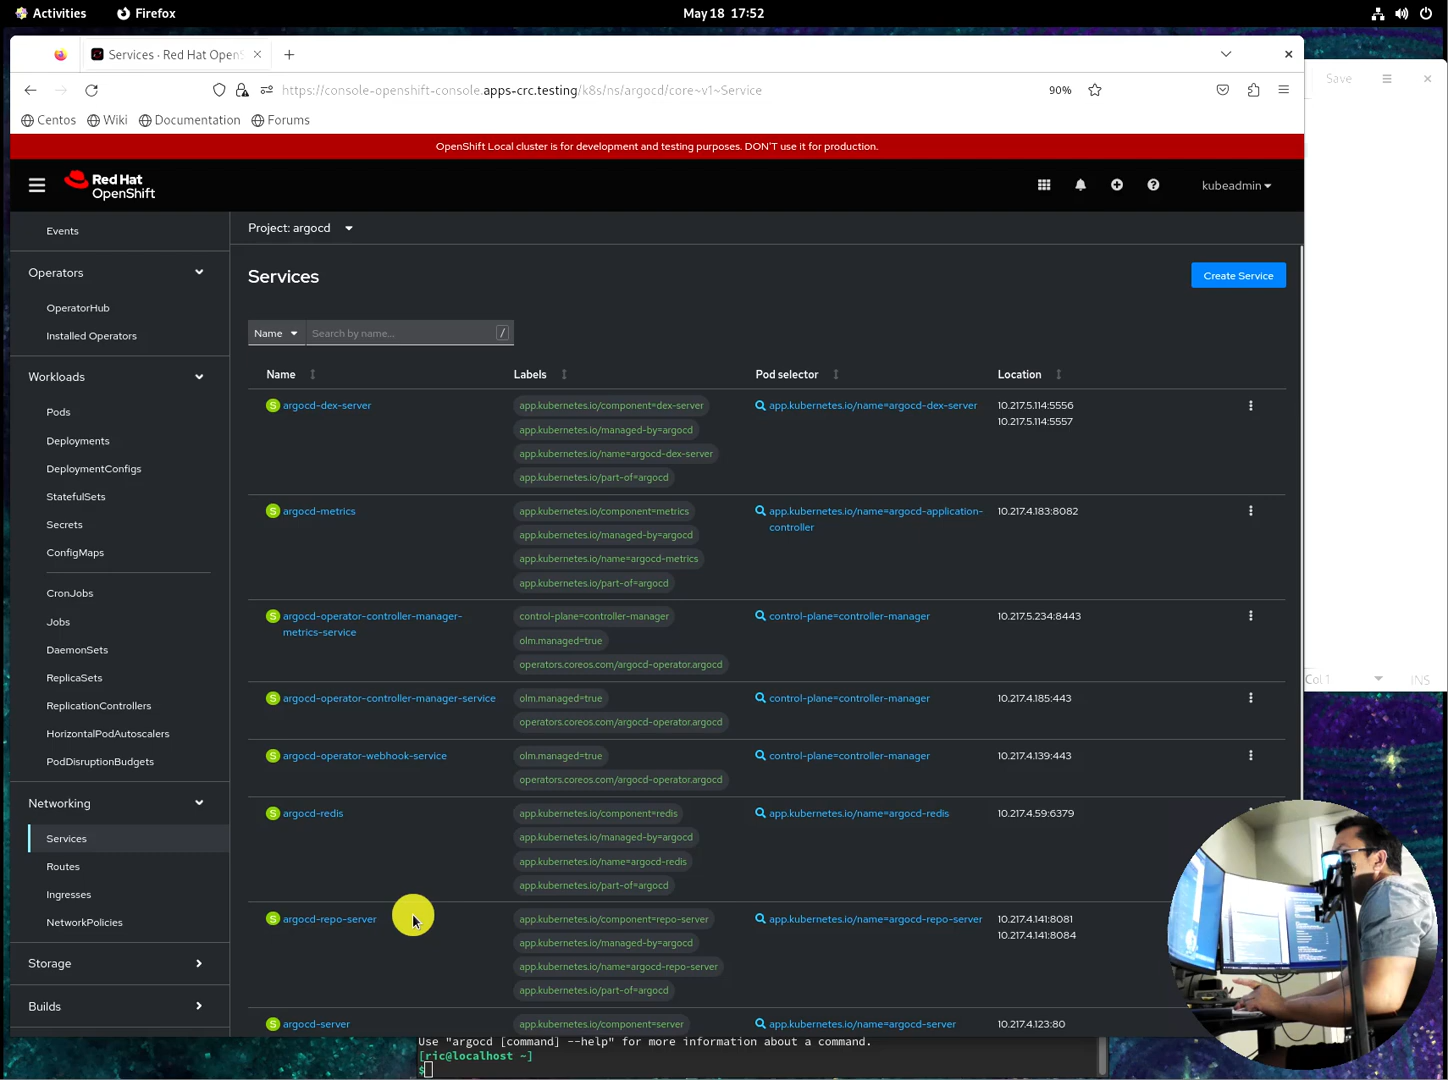 Activities Firefox May 18 17:52
Services · Red Hat OpenS
https://console-openshift-console.apps-crc.testing/k8s/ns/argocd/core~v1~Service 90%
Save
Centos Wiki Documentation Forums
OpenShift Local cluster is for development and testing purposes. DON'T use it for production.
Red Hat
OpenShift
kubeadmin
Events
Operators
OperatorHub
Installed Operators
Workloads
Pods
Deployments
DeploymentConfigs
StatefulSets
Secrets
ConfigMaps
CronJobs
Jobs
DaemonSets
ReplicaSets
ReplicationControllers
HorizontalPodAutoscalers
PodDisruptionBudgets
Networking
Services
Routes
Ingresses
NetworkPolicies
Storage
Builds
Project: argocd
Services
Create Service
Name Search by name... /
Name Labels Pod selector Location
S argocd-dex-server
app.kubernetes.io/component=dex-server
app.kubernetes.io/managed-by=argocd
app.kubernetes.io/name=argocd-dex-server
app.kubernetes.io/part-of=argocd
app.kubernetes.io/name=argocd-dex-server
10.217.5.114:5556
10.217.5.114:5557
S argocd-metrics
app.kubernetes.io/component=metrics
app.kubernetes.io/managed-by=argocd
app.kubernetes.io/name=argocd-metrics
app.kubernetes.io/part-of=argocd
app.kubernetes.io/name=argocd-application-
controller
10.217.4.183:8082
S argocd-operator-controller-manager-
metrics-service
control-plane=controller-manager
olm.managed=true
operators.coreos.com/argocd-operator.argocd
control-plane=controller-manager
10.217.5.234:8443
S argocd-operator-controller-manager-service
olm.managed=true
operators.coreos.com/argocd-operator.argocd
control-plane=controller-manager
10.217.4.185:443
S argocd-operator-webhook-service
olm.managed=true
operators.coreos.com/argocd-operator.argocd
control-plane=controller-manager
10.217.4.139:443
S argocd-redis
app.kubernetes.io/component=redis
app.kubernetes.io/managed-by=argocd
app.kubernetes.io/name=argocd-redis
app.kubernetes.io/part-of=argocd
app.kubernetes.io/name=argocd-redis
10.217.4.59:6379
S argocd-repo-server
app.kubernetes.io/component=repo-server
app.kubernetes.io/managed-by=argocd
app.kubernetes.io/name=argocd-repo-server
app.kubernetes.io/part-of=argocd
app.kubernetes.io/name=argocd-repo-server
10.217.4.141:8081
10.217.4.141:8084
S argocd-server
app.kubernetes.io/component=server
app.kubernetes.io/name=argocd-server
10.217.4.123:80
Col 1 INS
Use "argocd [command] --help" for more information about a command.
[ric@localhost ~]
$